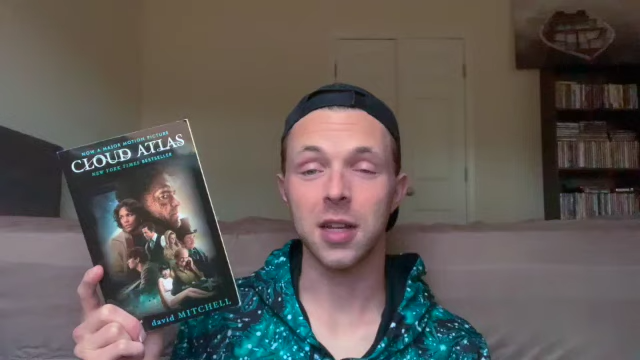 NOW A MAJOR MOTION PICTURE
CLOUD ATLAS
NEW YORK TIMES BESTSELLER
david MITCHELL